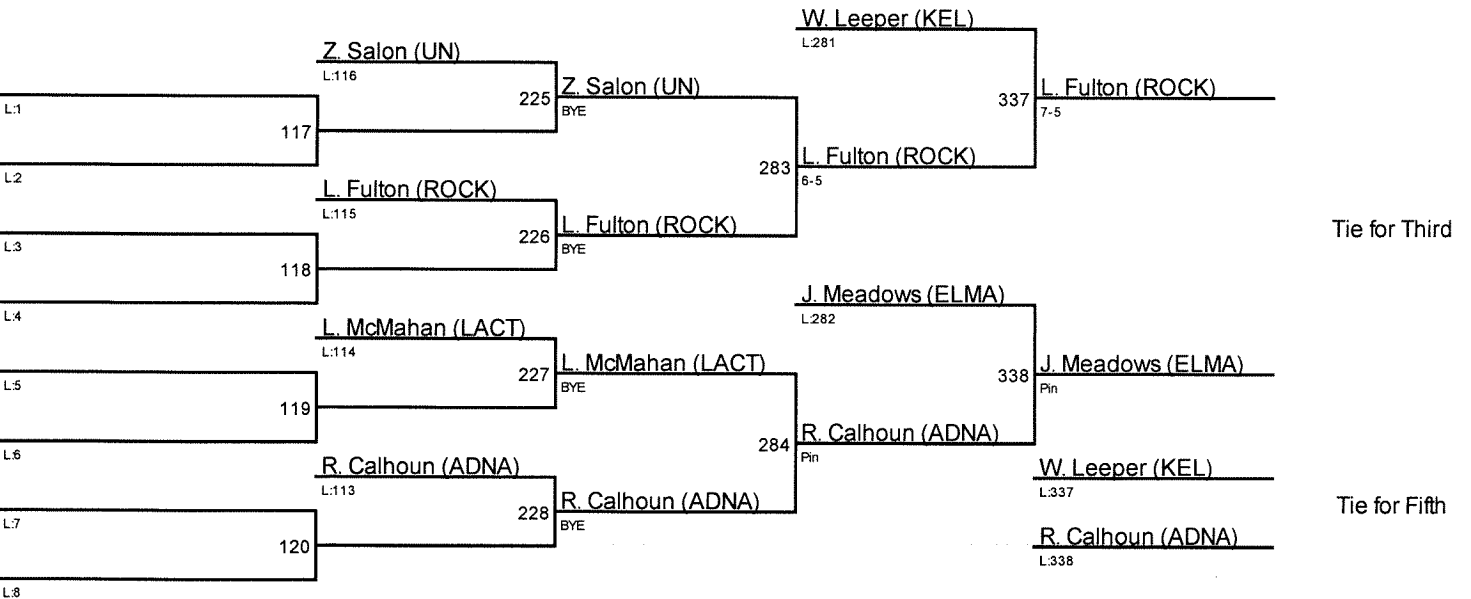 W. Leeper (KEL)
L:281
Z. Salon (UN)
L:116
225
Z. Salon (UN)
BYE
337
L. Fulton (ROCK)
7-5
L:1
117
L:2
283
L. Fulton (ROCK)
6-5
L. Fulton (ROCK)
L:115
226
L. Fulton (ROCK)
BYE
Tie for Third
L:3
118
L:4
J. Meadows (ELMA)
L:282
L. McMahan (LACT)
L:114
227
L. McMahan (LACT)
BYE
338
J. Meadows (ELMA)
Pin
L:5
119
L:6
284
R. Calhoun (ADNA)
Pin
R. Calhoun (ADNA)
L:113
228
R. Calhoun (ADNA)
BYE
W. Leeper (KEL)
L:337
Tie for Fifth
L:7
120
L:8
R. Calhoun (ADNA)
L:338